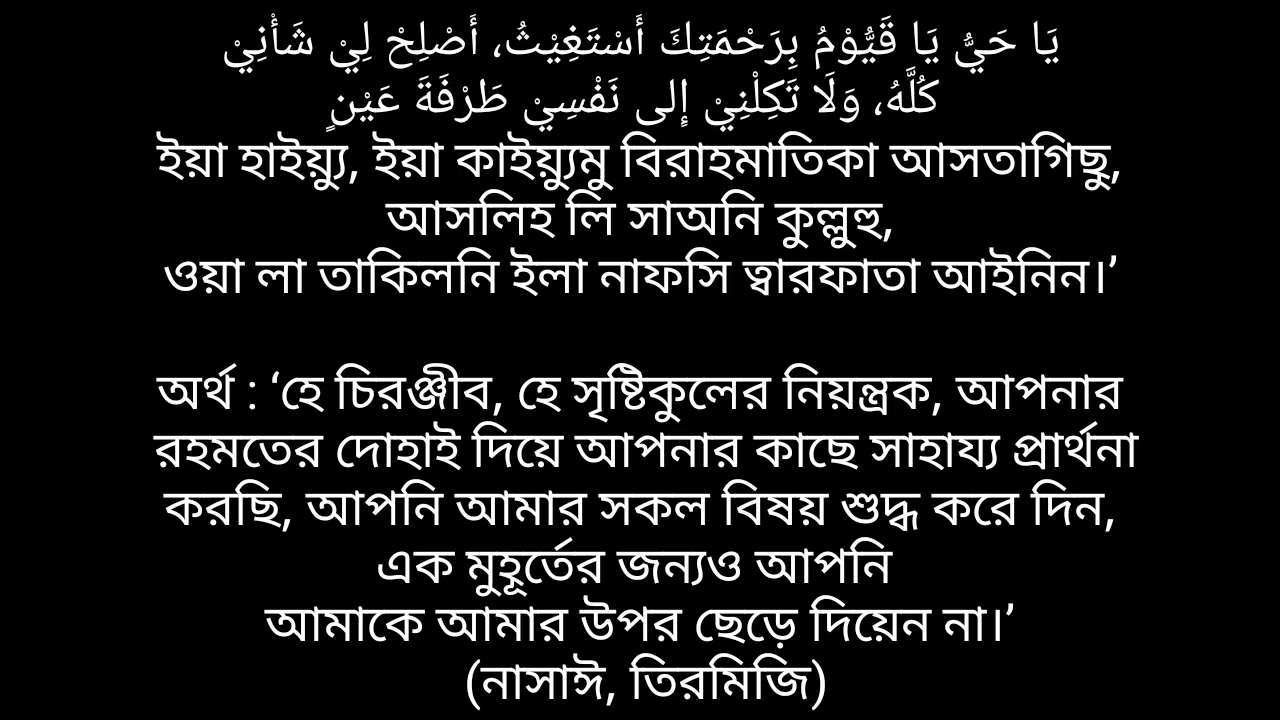 يَا حَيُّ يَا قَيُّوْمُ بِرَحْمَتِكَ أَسْتَغِيْثُ، أَصْلِحْ لِيْ شَأْنِيْ
كُلَّهُ، وَلَا تَكِلْنِيْ إِلى نَفْسِيْ طَرْفَةَ عَيْنٍ
ইয়া হাইয়্যু, ইয়া কাইয়্যুমু বিরাহমাতিকা আসতাগিছু,
আসলিহ লি সাঅনি কুল্লুহু,
ওয়া লা তাকিলনি ইলা নাফসি ত্বারফাতা আইনিন।’
অর্থ : ‘হে চিরঞ্জীব, হে সৃষ্টিকুলের নিয়ন্ত্রক, আপনার
রহমতের দোহাই দিয়ে আপনার কাছে সাহায্য প্রার্থনা
করছি, আপনি আমার সকল বিষয় শুদ্ধ করে দিন,
এক মুহূর্তের জন্যও আপনি
আমাকে আমার উপর ছেড়ে দিয়েন না।’
(নাসাঈ, তিরমিজি)